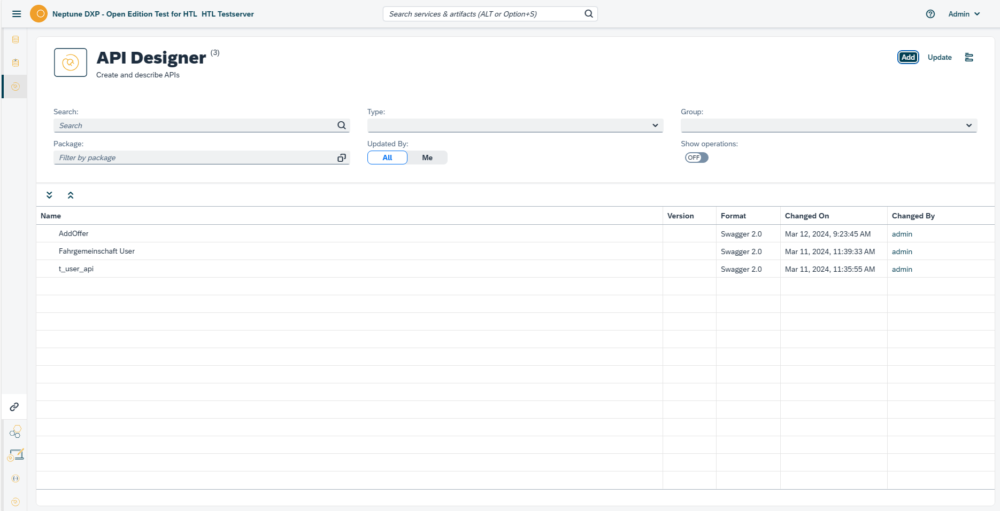 Neptune DXP - Open Edition Test for HTL HTL Testserver
Search services & artifacts (ALT or Option+S)
Admin
API Designer (3)
Create and describe APIs
Add
Update
Search:
Type:
Group:
Search
Package:
Updated By:
Show operations:
Filter by package
All
Me
OFF
Name Version Format Changed On Changed By
AddOffer Swagger 2.0 Mar 12, 2024, 9:23:45 AM admin
Fahrgemeinschaft User Swagger 2.0 Mar 11, 2024, 11:39:33 AM admin
t_user_api Swagger 2.0 Mar 11, 2024, 11:35:55 AM admin